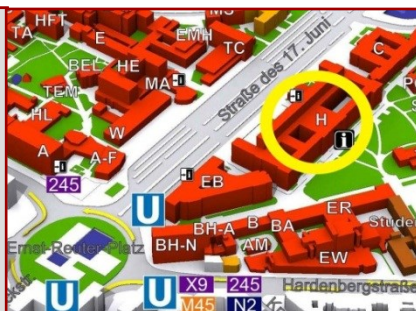 HFT
MS
TA
E
EMH
TC
C
BEL
HE
MA
TEM
Straße des 17. Juni
H
HL
W
i
A
A-F
245
EB
U
ER
BH-A
B
BA
BH-N
AM
EW
Ernst-Reuter-Platz
Hardenbergstraße
U
U
X9
245
M45
N2